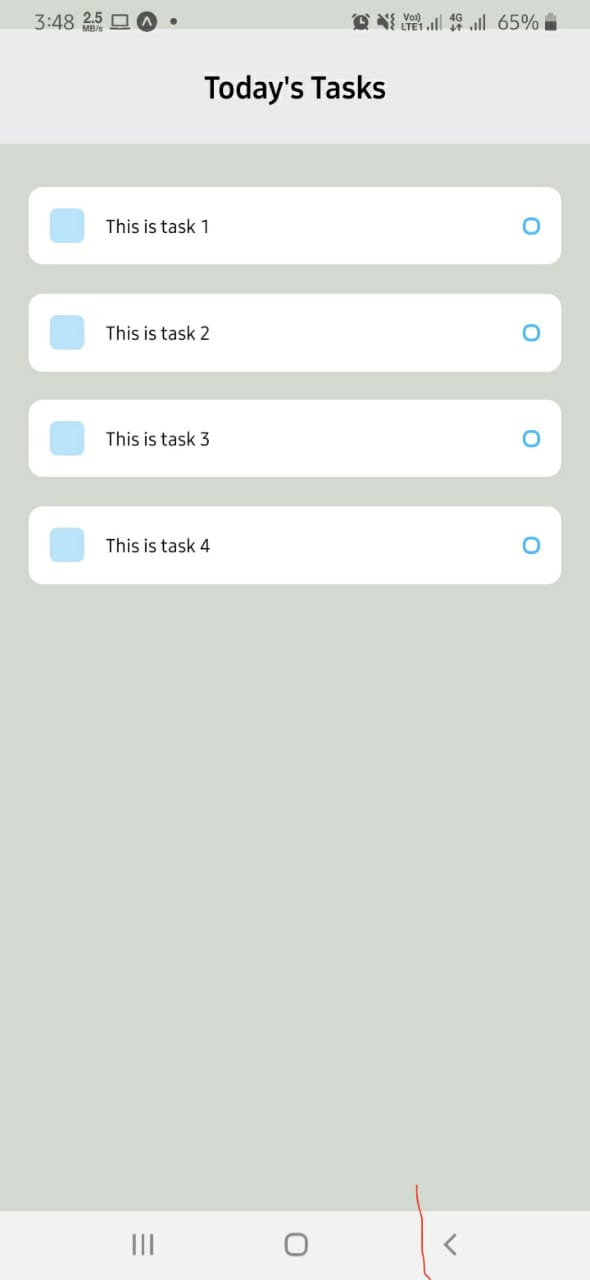 3:48 2.5 MB/s Vo)) LTE1 4G 65%
Today's Tasks
This is task 1
This is task 2
This is task 3
This is task 4